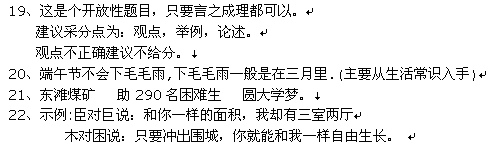 19、这是个开放性题目，只要言之成理都可以。↵
建议采分点为：观点，举例，论述。↵
观点不正确建议不给分。↓
20、端午节不会下毛毛雨,下毛毛雨一般是在三月里.(主要从生活常识入手)↵
21、东滩煤矿 助290名困难生 圆大学梦。↓
22、示例:臣对巨说：和你一样的面积，我却有三室两厅↵
木对困说：只要冲出围城，你就能和我一样自由生长。 ↵